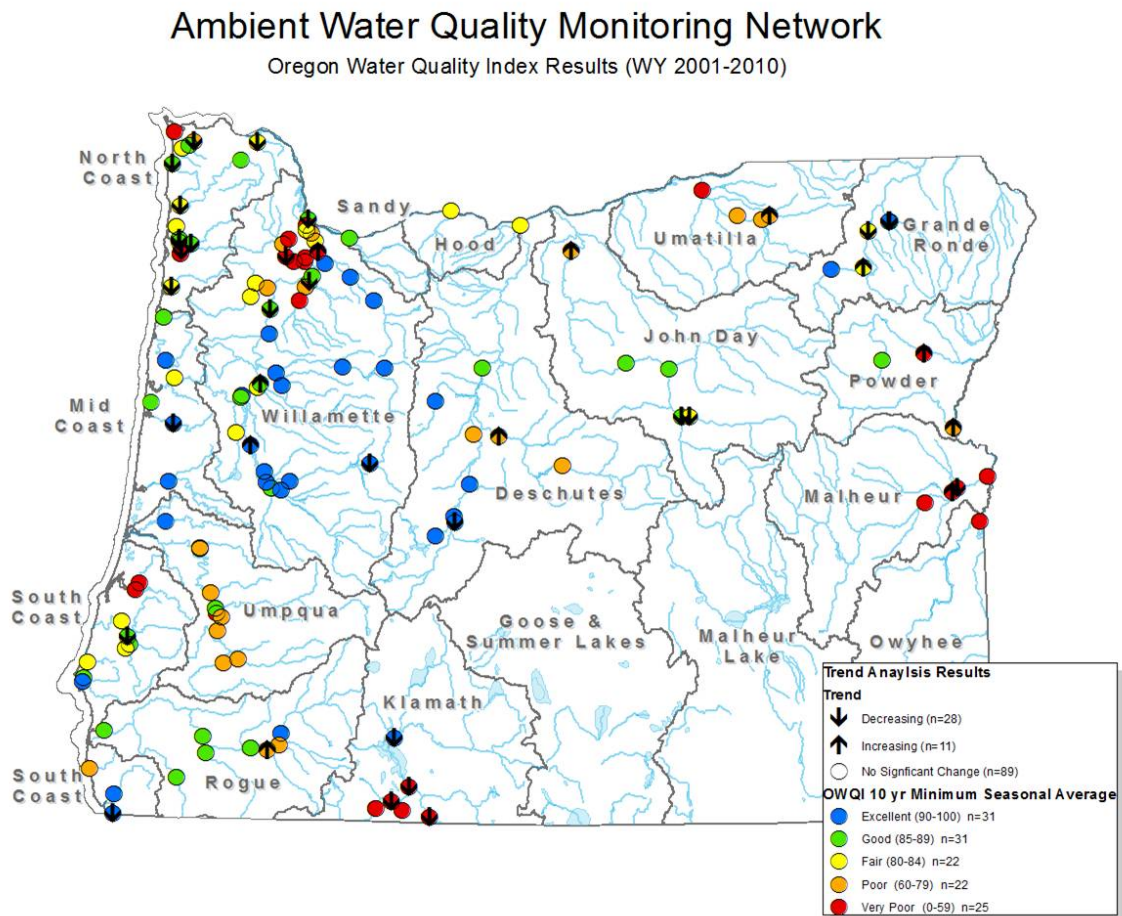 Ambient Water Quality Monitoring Network
Oregon Water Quality Index Results (WY 2001-2010)
North
Coast
Sandy
Hood
Umatilla
Grande
Ronde
John Day
Powder
Mid
Coast
Willamette
Deschutes
Malheur
South
Coast
Umpqua
Goose &
Summer Lakes
Malheur
Lake
Owyhee
Klamath
Rogue
South
Coast
Trend Anaylsis Results
Trend
Decreasing (n=28)
Increasing (n=11)
No Signficant Change (n=89)
OWQI 10 yr Minimum Seasonal Average
Excellent (90-100) n=31
Good (85-89) n=31
Fair (80-84) n=22
Poor (60-79) n=22
Very Poor (0-59) n=25